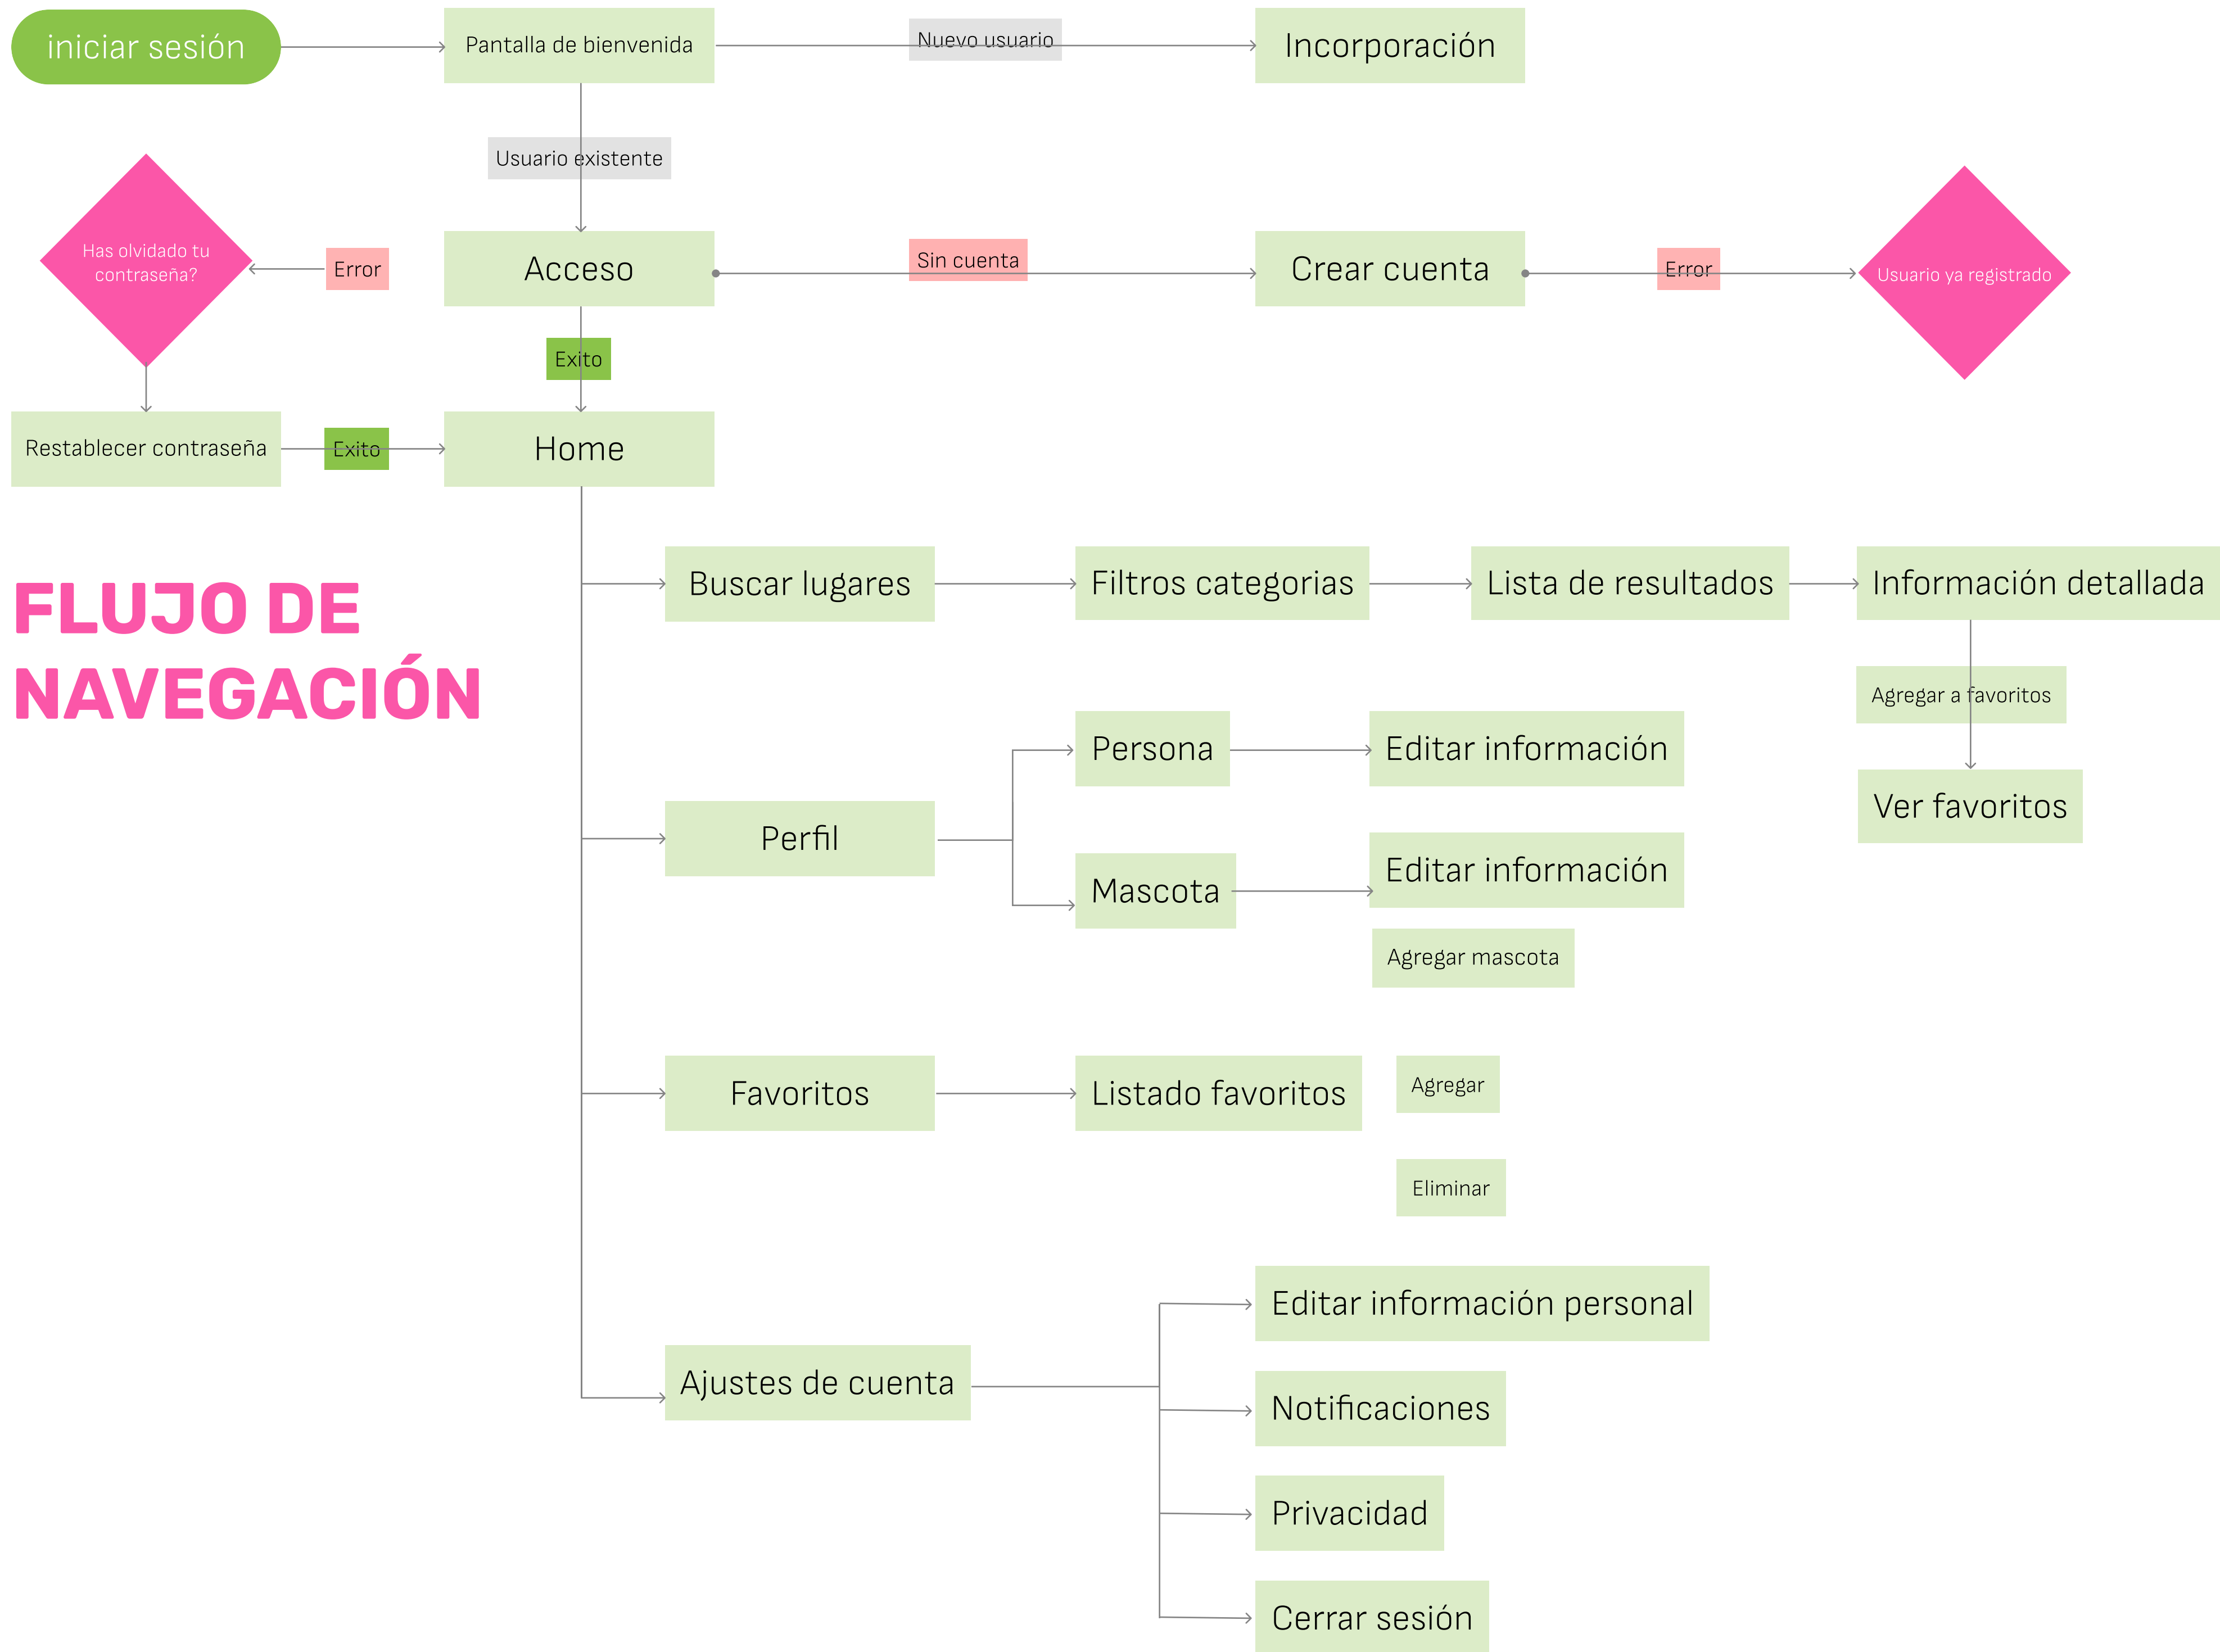 iniciar sesión
Pantalla de bienvenida
Nuevo usuario
Incorporación
Usuario existente
Has olvidado tu
contraseña?
Error
Acceso
Sin cuenta
Crear cuenta
Error
Usuario ya registrado
Exito
Restablecer contraseña
Exito
Home
FLUJO DE
NAVEGACIÓN
Buscar lugares
Filtros categorias
Lista de resultados
Información detallada
Agregar a favoritos
Ver favoritos
Perfil
Persona
Editar información
Mascota
Editar información
Agregar mascota
Favoritos
Listado favoritos
Agregar
Eliminar
Ajustes de cuenta
Editar información personal
Notificaciones
Privacidad
Cerrar sesión